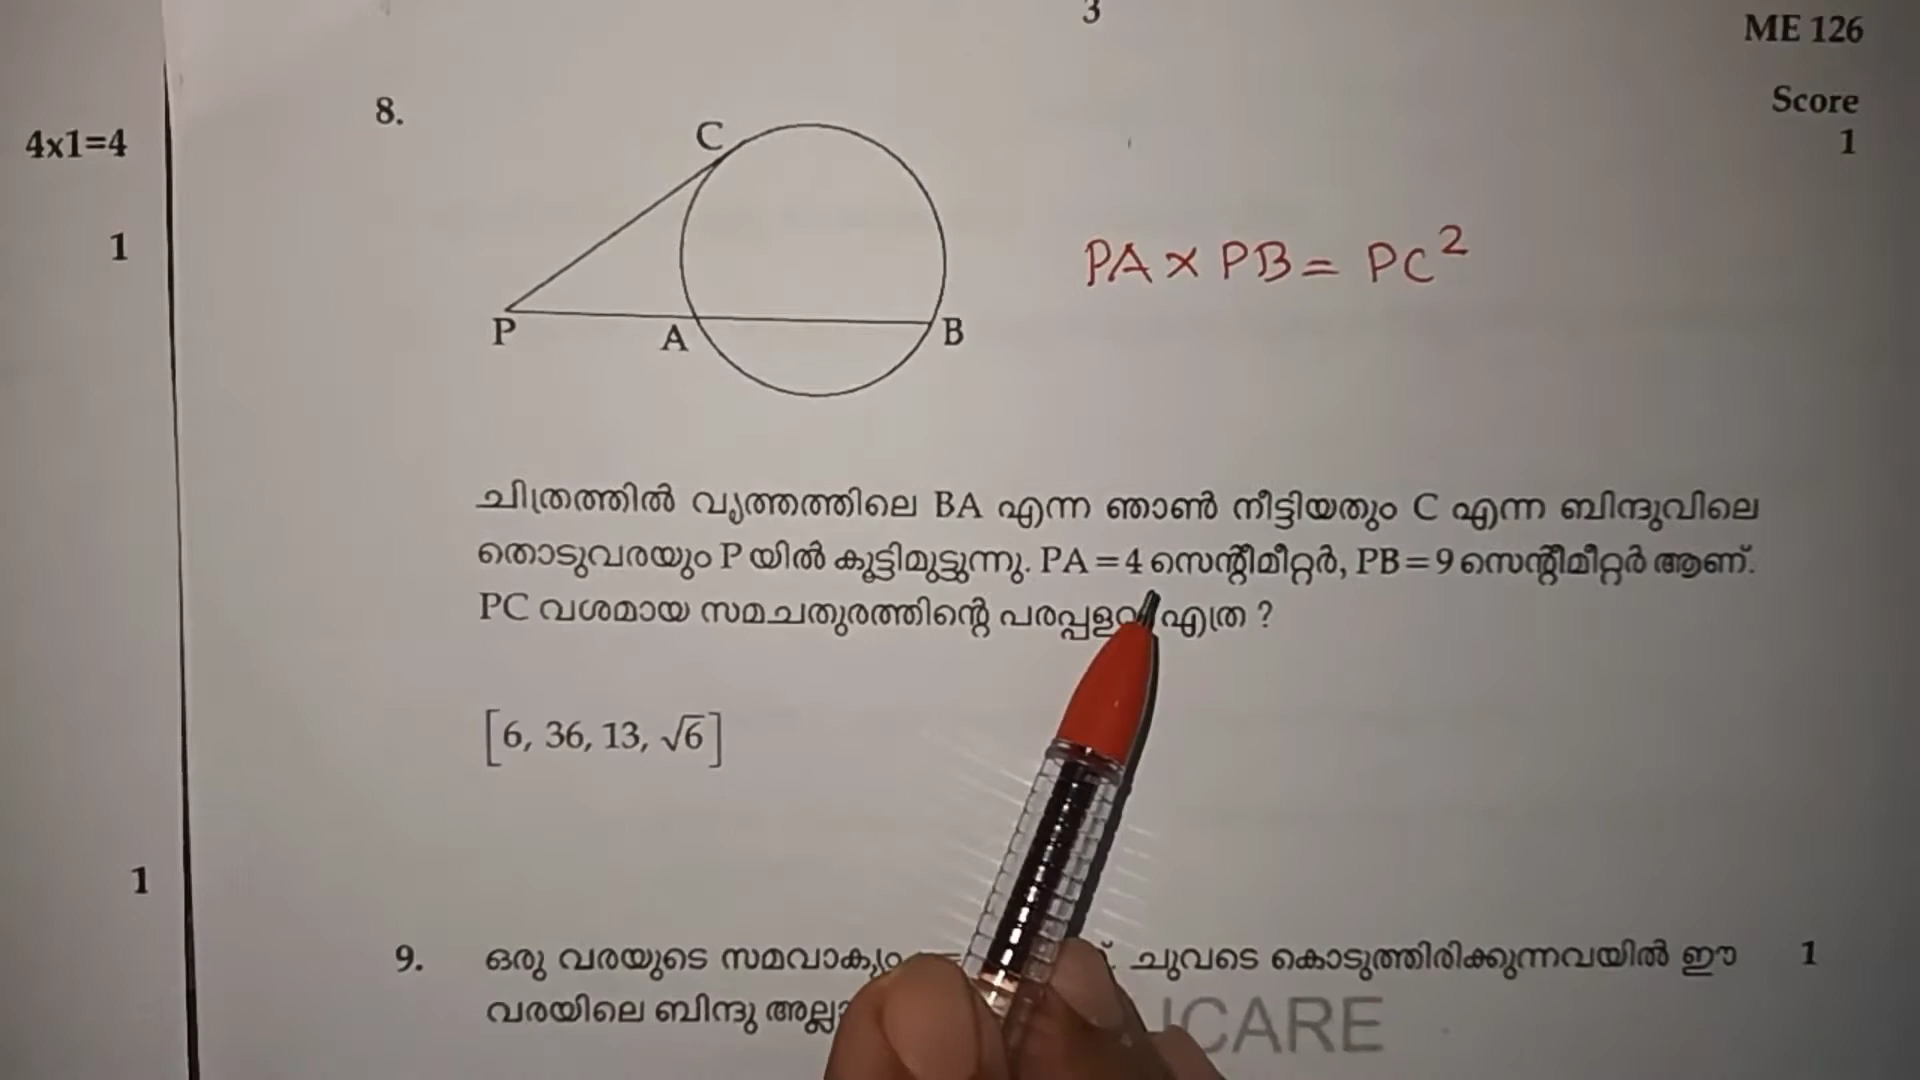 3
ME 126
Score
4x1=4
8.
1
C
1
PA × PB = PC²
P
A
B
ചിത്രത്തിൽ വൃത്തത്തിലെ BA എന്ന ഞാൺ നീട്ടിയതും C എന്ന ബിന്ദുവിലെ
തൊടുവരയും P യിൽ കൂട്ടിമുട്ടുന്നു. PA = 4 സെന്റീമീറ്റർ, PB = 9 സെന്റീമീറ്റർ ആണ്.
PC വശമായ സമചതുരത്തിന്റെ പരപ്പളവ് എത്ര ?
[6, 36, 13, √6]
1
9. ഒരു വരയുടെ സമവാക്യം ചുവടെ കൊടുത്തിരിക്കുന്നവയിൽ ഈ 1
വരയിലെ ബിന്ദു
CARE